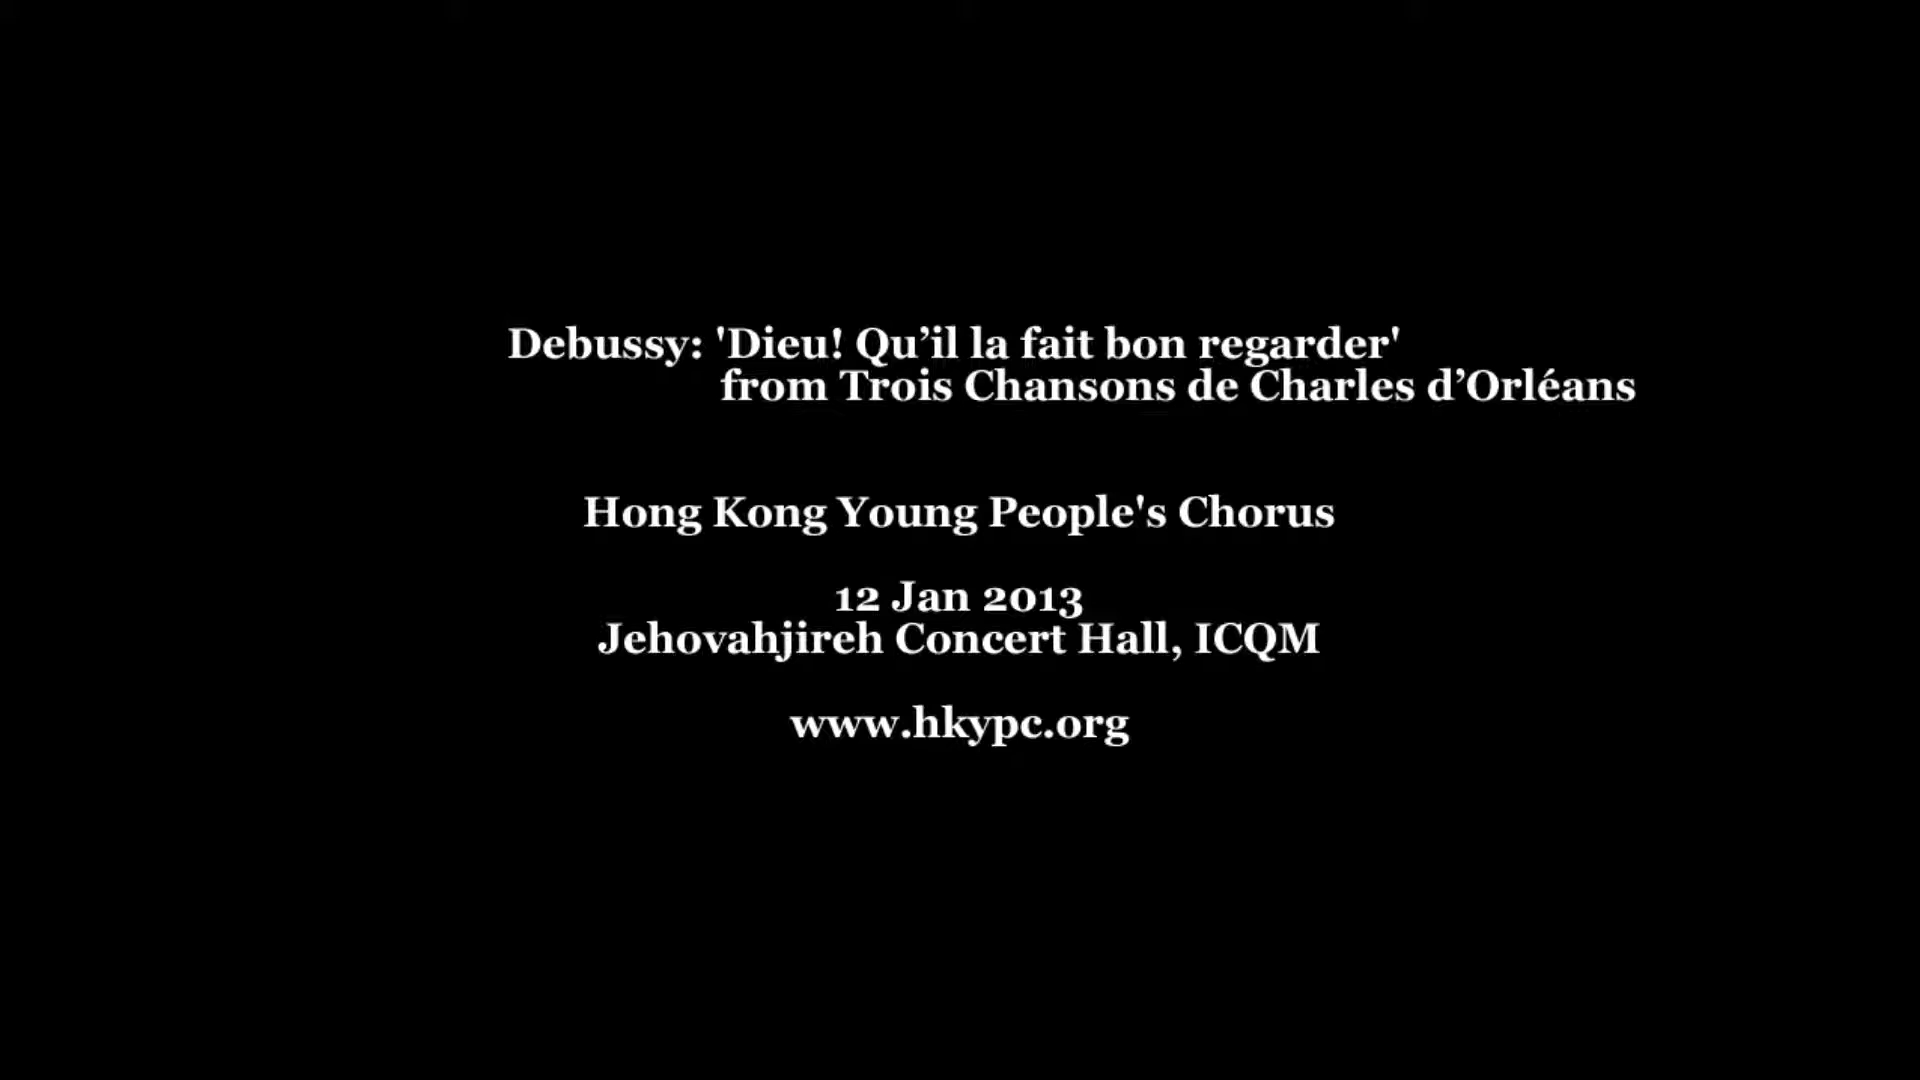 Debussy: 'Dieu! Qu’il la fait bon regarder'
from Trois Chansons de Charles d’Orléans
Hong Kong Young People's Chorus
12 Jan 2013
Jehovahjireh Concert Hall, ICQM
www.hkypc.org